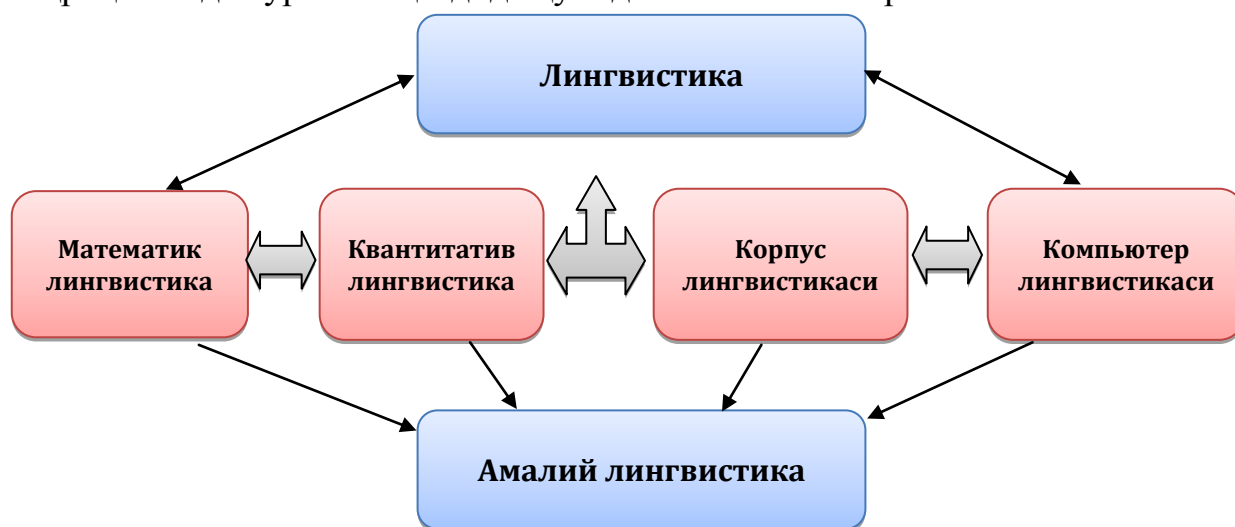 Лингвистика
Математик
лингвистика
Квантитатив
лингвистика
Корпус
лингвистикаси
Компьютер
лингвистикаси
Амалий лингвистика